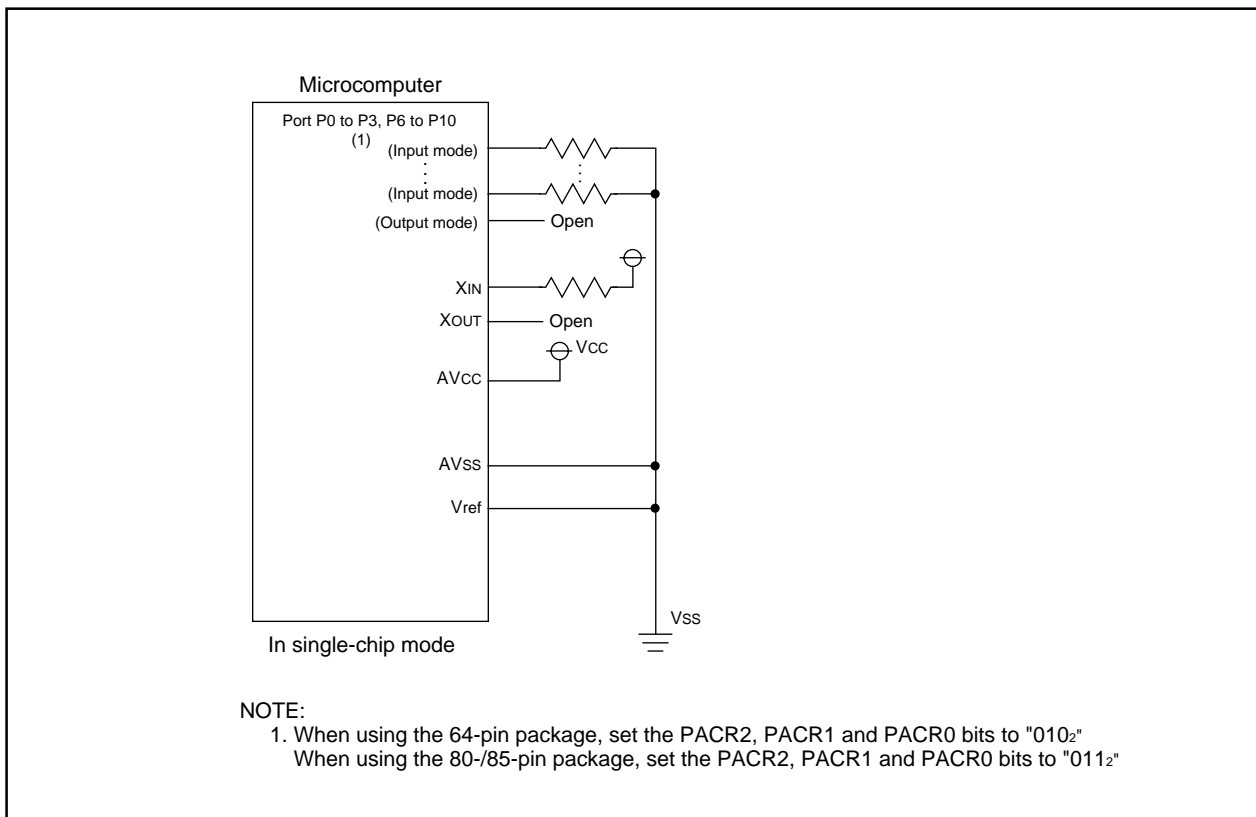 Microcomputer
Port P0 to P3, P6 to P10
(1) (Input mode)
(Input mode)
(Output mode) Open
XIN
XOUT Open
VCC
AVCC
AVSS
Vref
VSS
In single-chip mode
NOTE:
1. When using the 64-pin package, set the PACR2, PACR1 and PACR0 bits to "010₂"
When using the 80-/85-pin package, set the PACR2, PACR1 and PACR0 bits to "011₂"